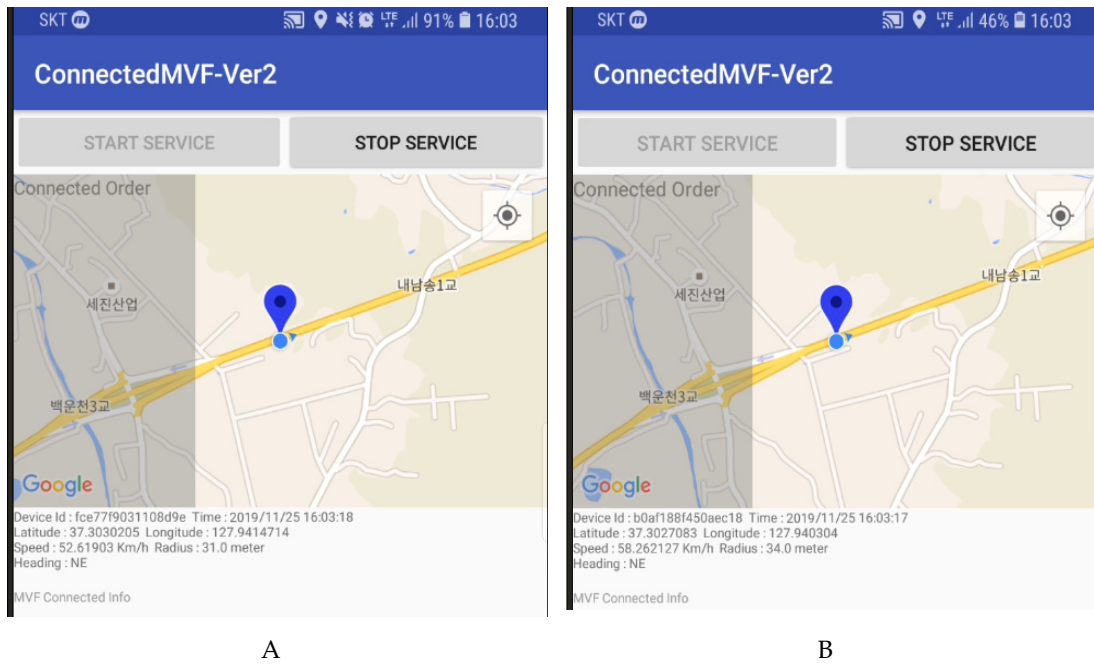 SKT m LTE 91% 16:03
ConnectedMVF-Ver2
START SERVICE STOP SERVICE
Connected Order
내남송1교
세진산업
백운천3교
Google
Device Id : fce77f9031108d9e Time : 2019/11/25 16:03:18
Latitude : 37.3030205 Longitude : 127.9414714
Speed : 52.61903 Km/h Radius : 31.0 meter
Heading : NE
MVF Connected Info
A
SKT m LTE 46% 16:03
ConnectedMVF-Ver2
START SERVICE STOP SERVICE
Connected Order
내남송1교
세진산업
백운천3교
Google
Device Id : b0af188f450aec18 Time : 2019/11/25 16:03:17
Latitude : 37.3027083 Longitude : 127.940304
Speed : 58.262127 Km/h Radius : 34.0 meter
Heading : NE
MVF Connected Info
B